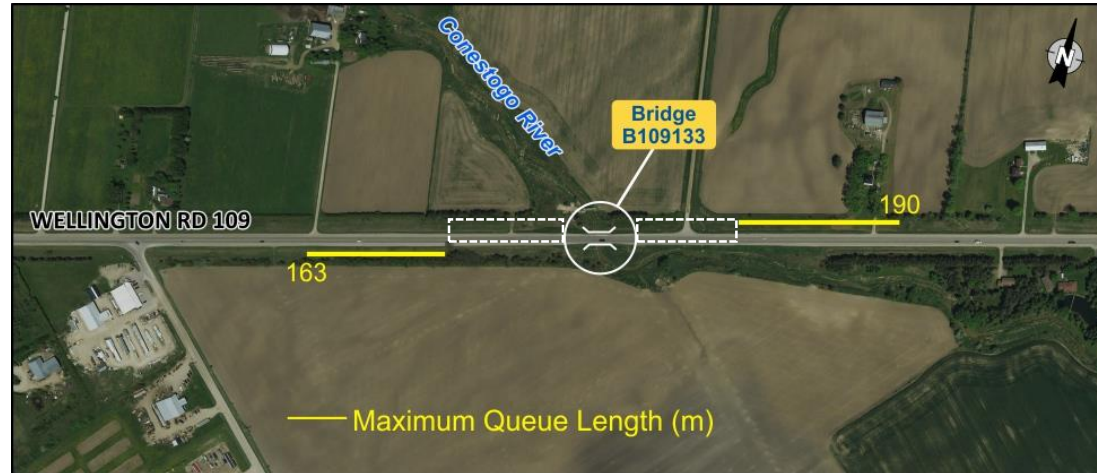 N
Conestogo River
Bridge
B109133
WELLINGTON RD 109
190
163
Maximum Queue Length (m)